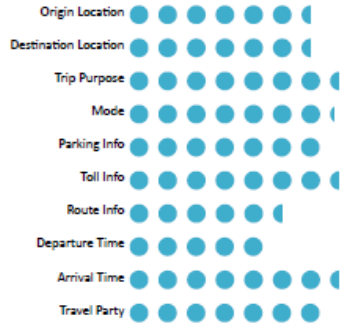 Origin Location
Destination Location
Trip Purpose
Mode
Parking Info
Toll Info
Route Info
Departure Time
Arrival Time
Travel Party